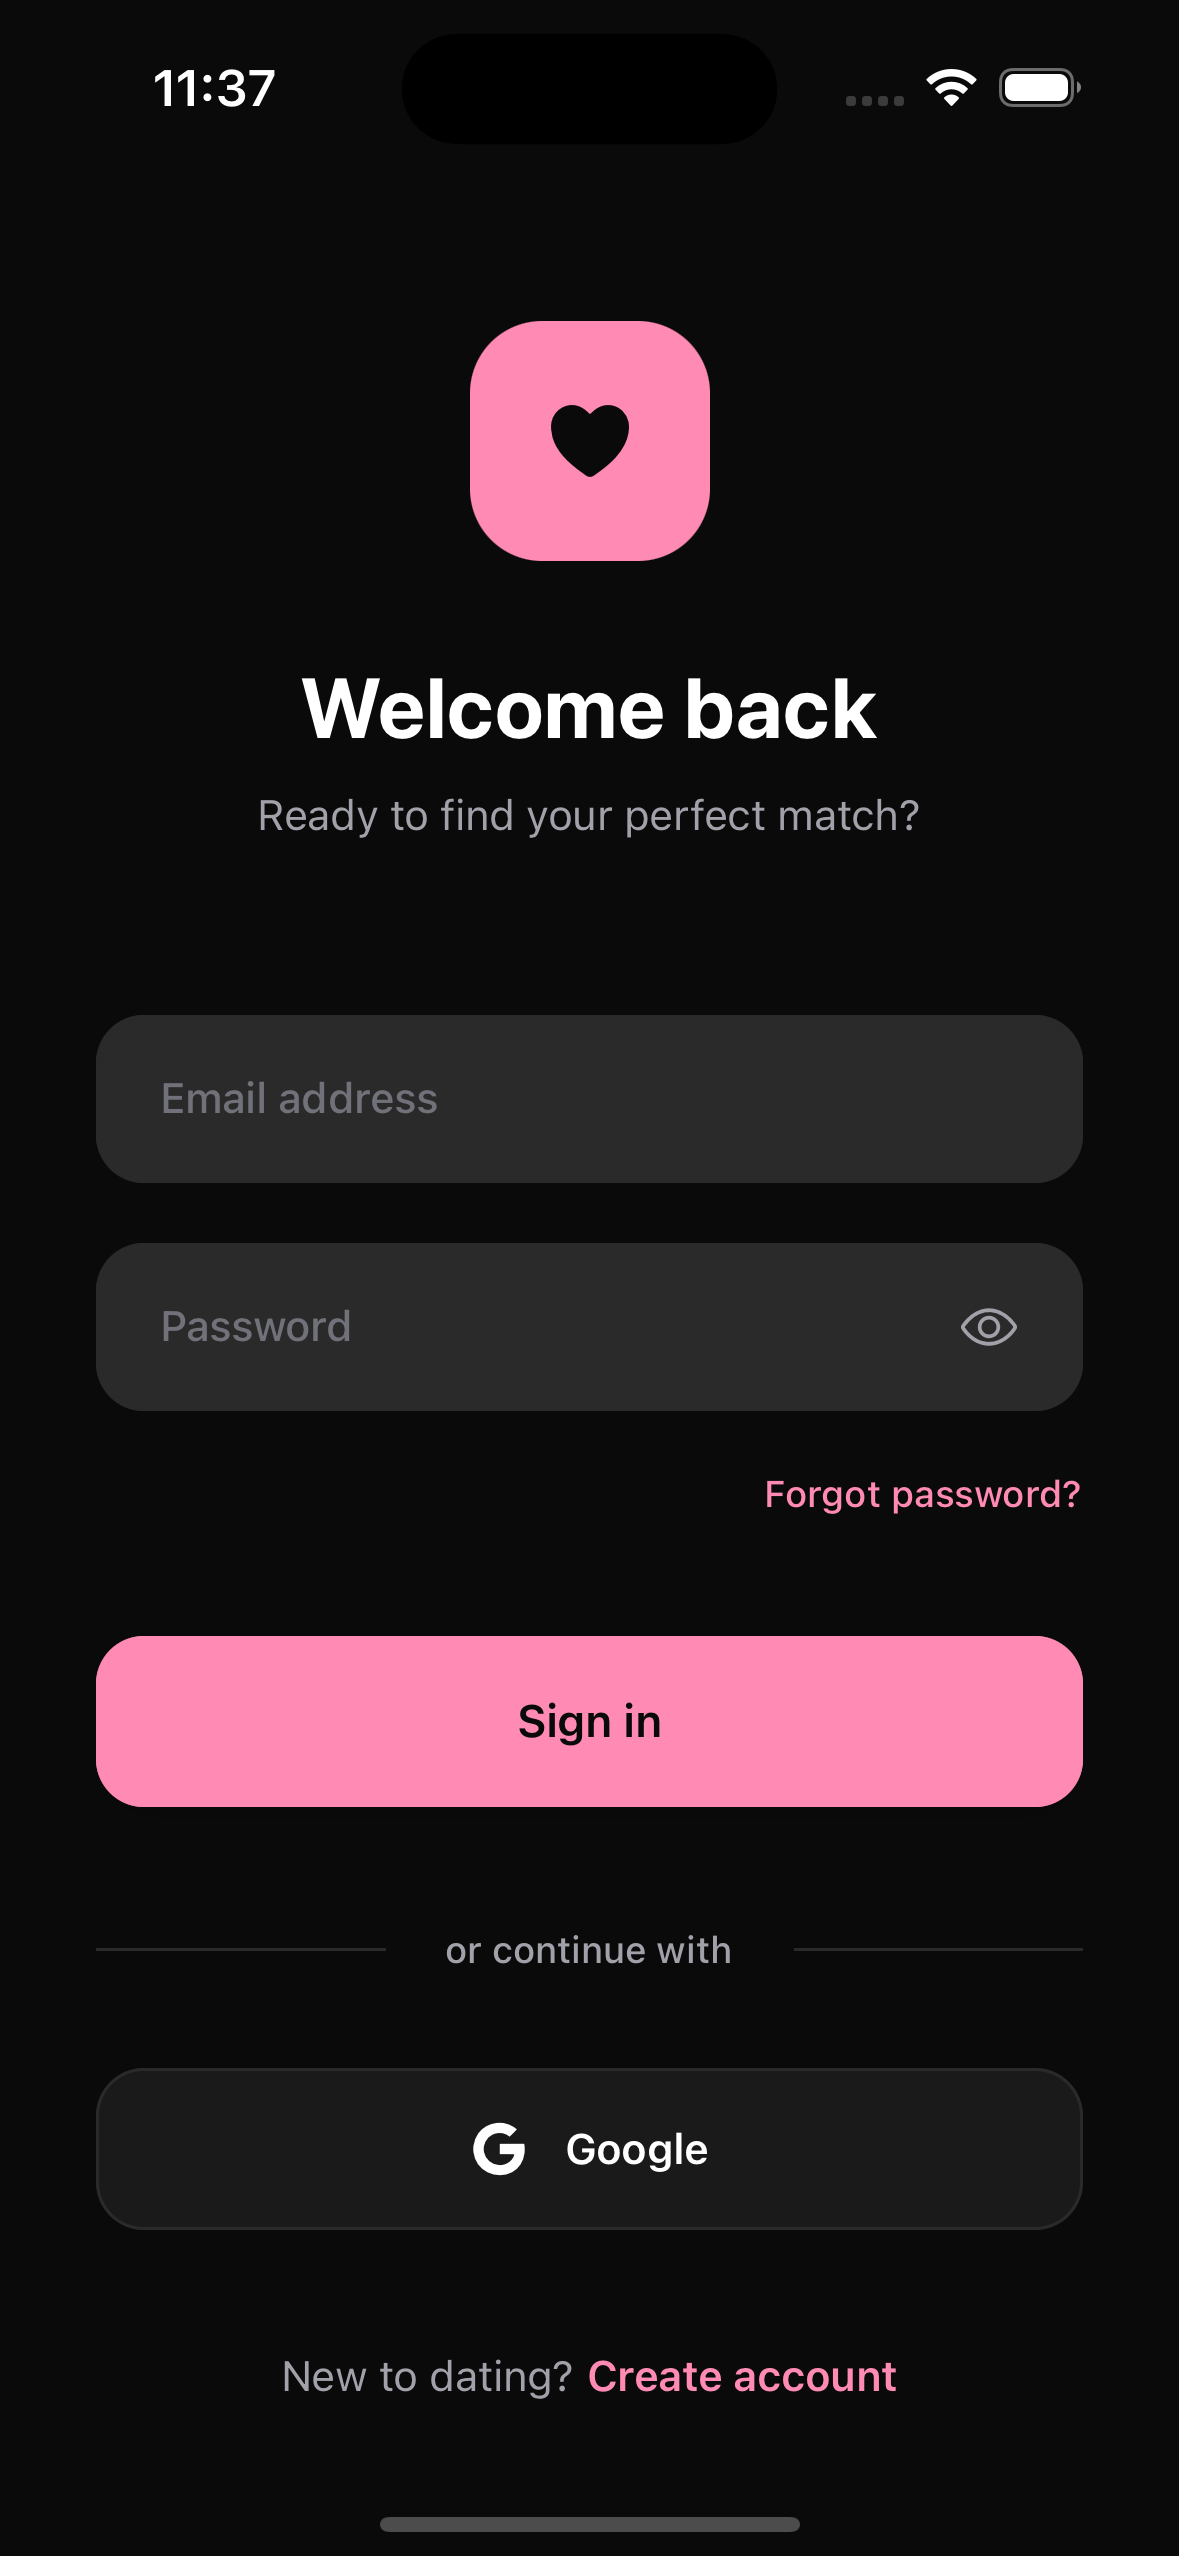 11:37
Welcome back
Ready to find your perfect match?
Email address
Password
Forgot password?
Sign in
or continue with
Google
New to dating? Create account